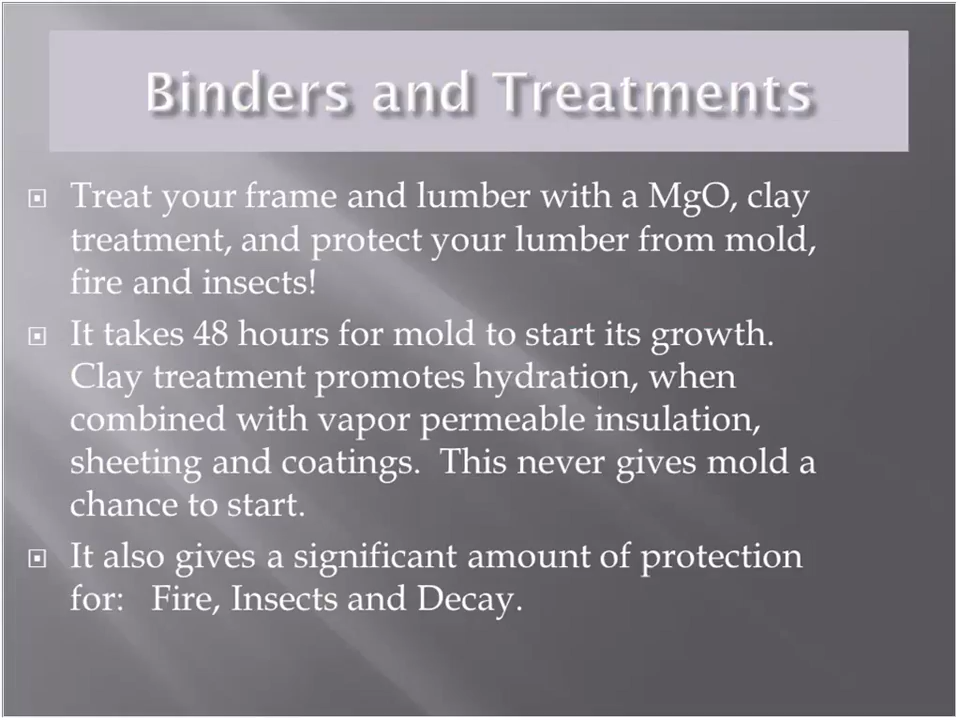 Binders and Treatments
Treat your frame and lumber with a MgO, clay
treatment, and protect your lumber from mold,
fire and insects!
It takes 48 hours for mold to start its growth.
Clay treatment promotes hydration, when
combined with vapor permeable insulation,
sheeting and coatings.  This never gives mold a
chance to start.
It also gives a significant amount of protection
for:   Fire, Insects and Decay.